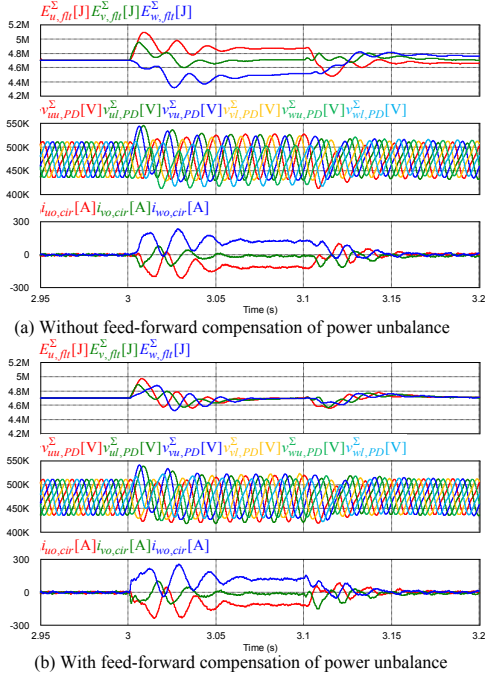 E^Σ_{u,flt}[J] E^Σ_{v,flt}[J] E^Σ_{w,flt}[J]
5.2M
5M
4.8M
4.6M
4.4M
4.2M
v^Σ_{uu,PD}[V] v^Σ_{ul,PD}[V] v^Σ_{vu,PD}[V] v^Σ_{vl,PD}[V] v^Σ_{wu,PD}[V] v^Σ_{wl,PD}[V]
550K
500K
450K
400K
i_{uo,cir}[A] i_{vo,cir}[A] i_{wo,cir}[A]
300
0
-300
2.95 3 3.05 3.1 3.15 3.2
Time (s)
(a) Without feed-forward compensation of power unbalance
E^Σ_{u,flt}[J] E^Σ_{v,flt}[J] E^Σ_{w,flt}[J]
5.2M
5M
4.8M
4.6M
4.4M
4.2M
v^Σ_{uu,PD}[V] v^Σ_{ul,PD}[V] v^Σ_{vu,PD}[V] v^Σ_{vl,PD}[V] v^Σ_{wu,PD}[V] v^Σ_{wl,PD}[V]
550K
500K
450K
400K
i_{uo,cir}[A] i_{vo,cir}[A] i_{wo,cir}[A]
300
0
-300
2.95 3 3.05 3.1 3.15 3.2
Time (s)
(b) With feed-forward compensation of power unbalance